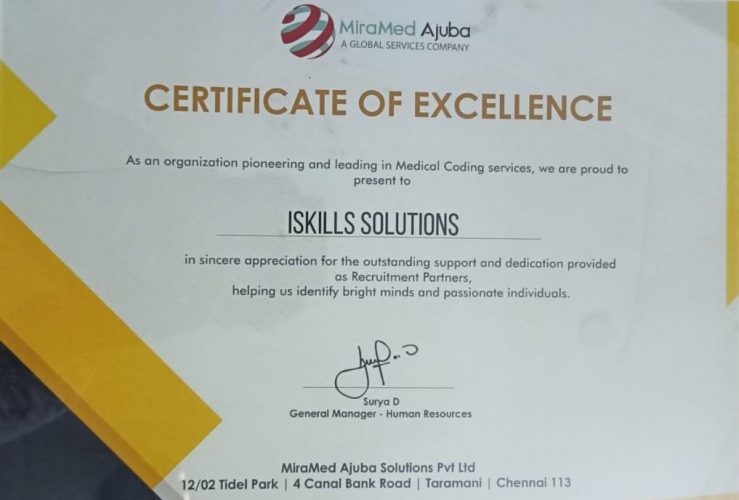 MiraMed Ajuba
A GLOBAL SERVICES COMPANY
CERTIFICATE OF EXCELLENCE
As an organization pioneering and leading in Medical Coding services, we are proud to
present to
ISKILLS SOLUTIONS
in sincere appreciation for the outstanding support and dedication provided
as Recruitment Partners,
helping us identify bright minds and passionate individuals.
Surya D
General Manager - Human Resources
MiraMed Ajuba Solutions Pvt Ltd
12/02 Tidel Park | 4 Canal Bank Road | Taramani | Chennai 113